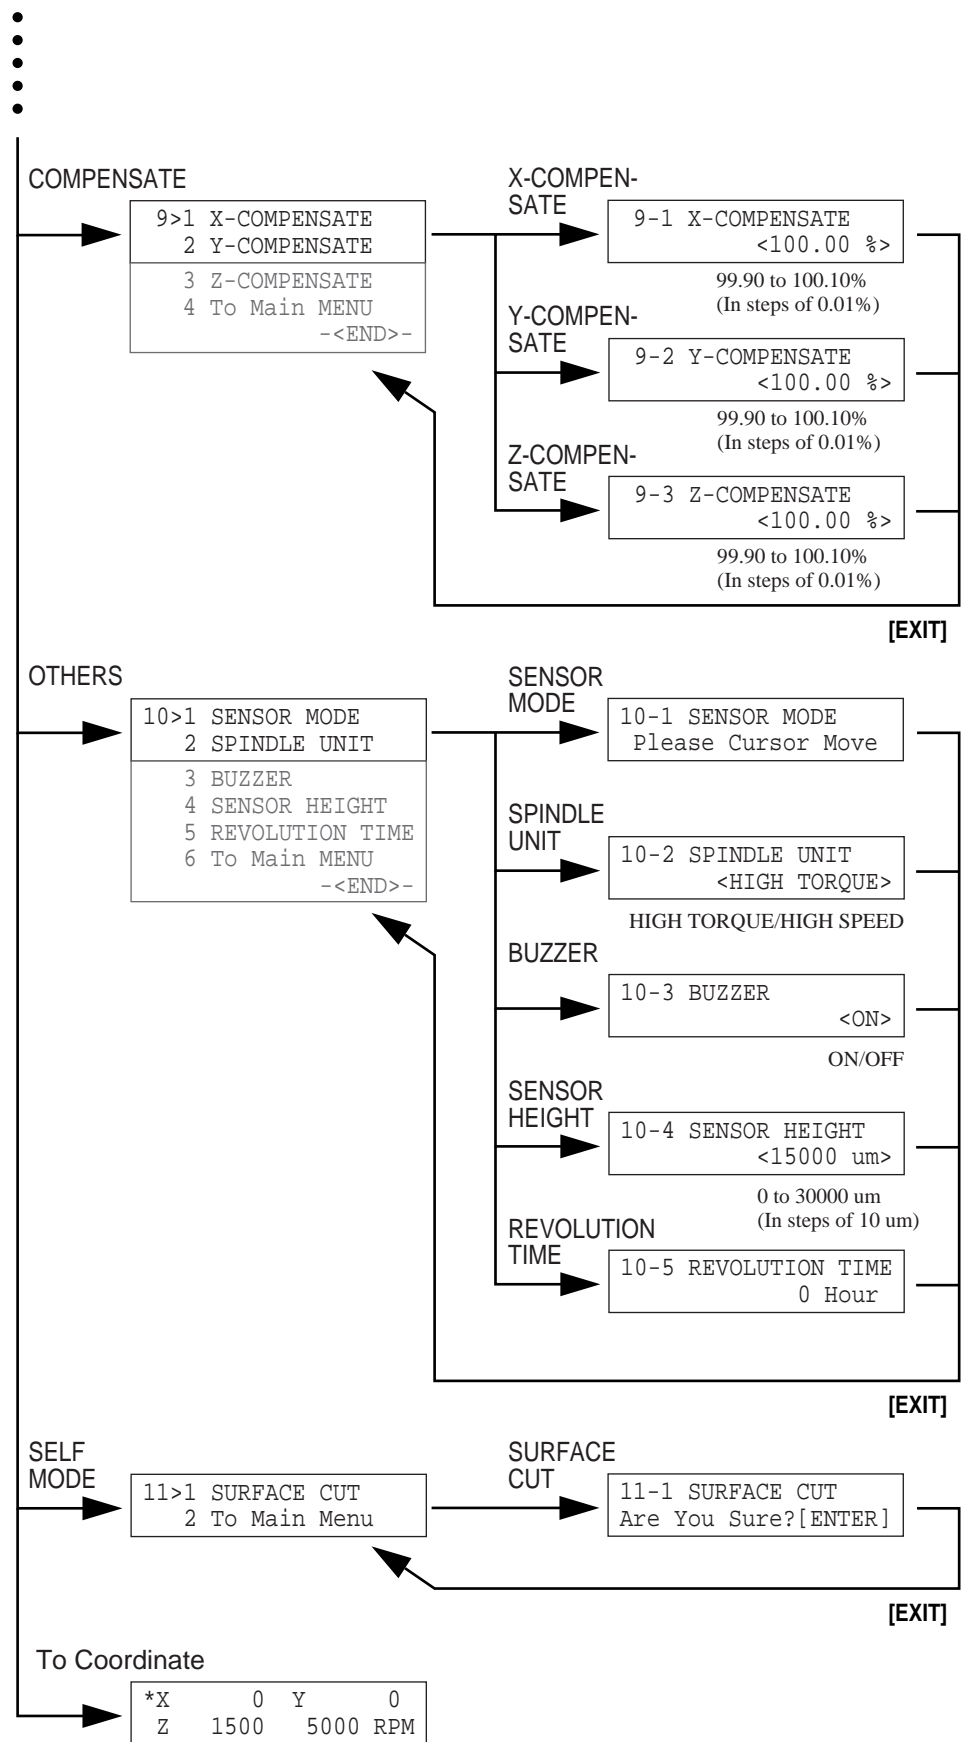 COMPENSATE
9>1 X-COMPENSATE
2 Y-COMPENSATE
3 Z-COMPENSATE
4 To Main MENU
-<END>-
X-COMPEN-
SATE
9-1 X-COMPENSATE
<100.00 %>
99.90 to 100.10%
(In steps of 0.01%)
Y-COMPEN-
SATE
9-2 Y-COMPENSATE
<100.00 %>
99.90 to 100.10%
(In steps of 0.01%)
Z-COMPEN-
SATE
9-3 Z-COMPENSATE
<100.00 %>
99.90 to 100.10%
(In steps of 0.01%)
[EXIT]
OTHERS
10>1 SENSOR MODE
2 SPINDLE UNIT
3 BUZZER
4 SENSOR HEIGHT
5 REVOLUTION TIME
6 To Main MENU
-<END>-
SENSOR
MODE
10-1 SENSOR MODE
Please Cursor Move
SPINDLE
UNIT
10-2 SPINDLE UNIT
<HIGH TORQUE>
HIGH TORQUE/HIGH SPEED
BUZZER
10-3 BUZZER
<ON>
ON/OFF
SENSOR
HEIGHT
10-4 SENSOR HEIGHT
<15000 um>
0 to 30000 um
(In steps of 10 um)
REVOLUTION
TIME
10-5 REVOLUTION TIME
0 Hour
[EXIT]
SELF
MODE
11>1 SURFACE CUT
2 To Main Menu
SURFACE
CUT
11-1 SURFACE CUT
Are You Sure?[ENTER]
[EXIT]
To Coordinate
*X 0 Y 0
Z 1500 5000 RPM